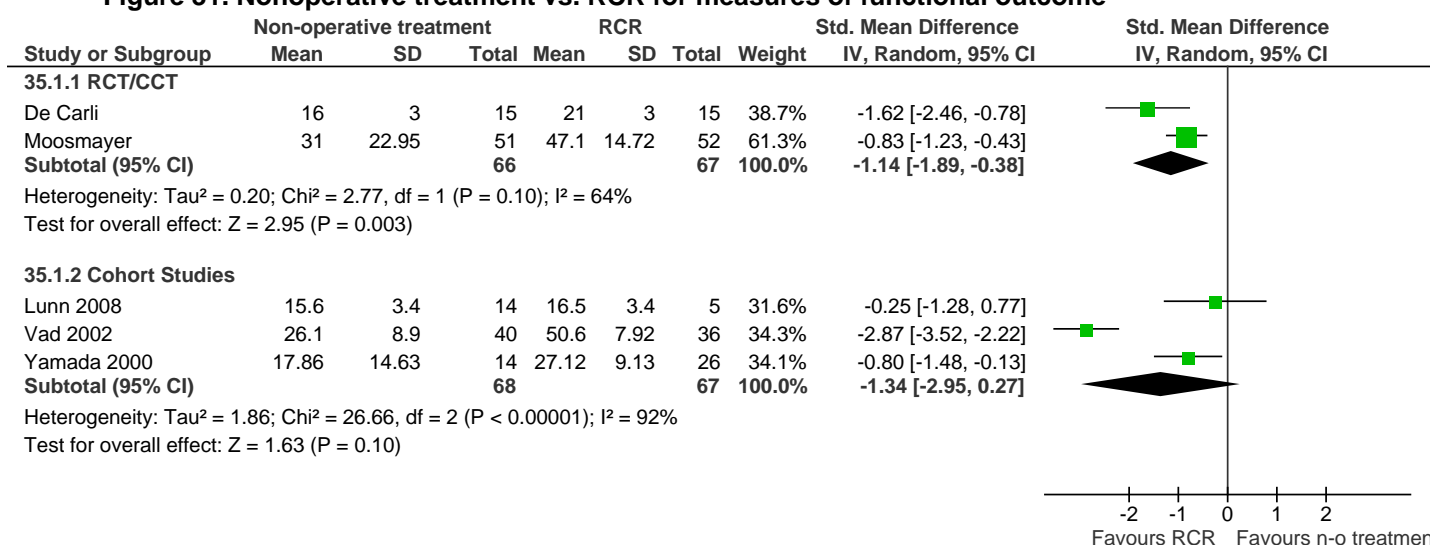 Figure 81: Nonoperative treatment vs. RCR for measures of functional outcome
Non-operative treatment RCR Std. Mean Difference Std. Mean Difference
Study or Subgroup Mean SD Total Mean SD Total Weight IV, Random, 95% CI IV, Random, 95% CI
35.1.1 RCT/CCT
De Carli 16 3 15 21 3 15 38.7% -1.62 [-2.46, -0.78]
Moosmayer 31 22.95 51 47.1 14.72 52 61.3% -0.83 [-1.23, -0.43]
Subtotal (95% CI) 66 67 100.0% -1.14 [-1.89, -0.38]
Heterogeneity: Tau² = 0.20; Chi² = 2.77, df = 1 (P = 0.10); I² = 64%
Test for overall effect: Z = 2.95 (P = 0.003)
35.1.2 Cohort Studies
Lunn 2008 15.6 3.4 14 16.5 3.4 5 31.6% -0.25 [-1.28, 0.77]
Vad 2002 26.1 8.9 40 50.6 7.92 36 34.3% -2.87 [-3.52, -2.22]
Yamada 2000 17.86 14.63 14 27.12 9.13 26 34.1% -0.80 [-1.48, -0.13]
Subtotal (95% CI) 68 67 100.0% -1.34 [-2.95, 0.27]
Heterogeneity: Tau² = 1.86; Chi² = 26.66, df = 2 (P < 0.00001); I² = 92%
Test for overall effect: Z = 1.63 (P = 0.10)
-2 -1 0 1 2
Favours RCR Favours n-o treatmen